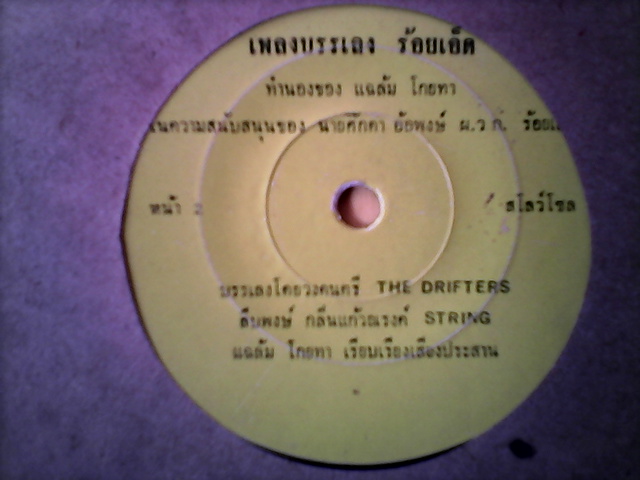 เพลงบรรเลง ร้อยเอ็ด
ทำนองของ แฉล้ม โกยทา
ในความสนับสนุนของ นายศักดา อ้อพงษ์ ผ.ว.ก. ร้อยเ
หน้า 2 สโลว์โซล
บรรเลงโดยวงดนตรี THE DRIFTERS
สืบพงษ์ กลิ่นแก้วณรงค์ STRING
แฉล้ม โกยทา เรียบเรียงเสียงประสาน